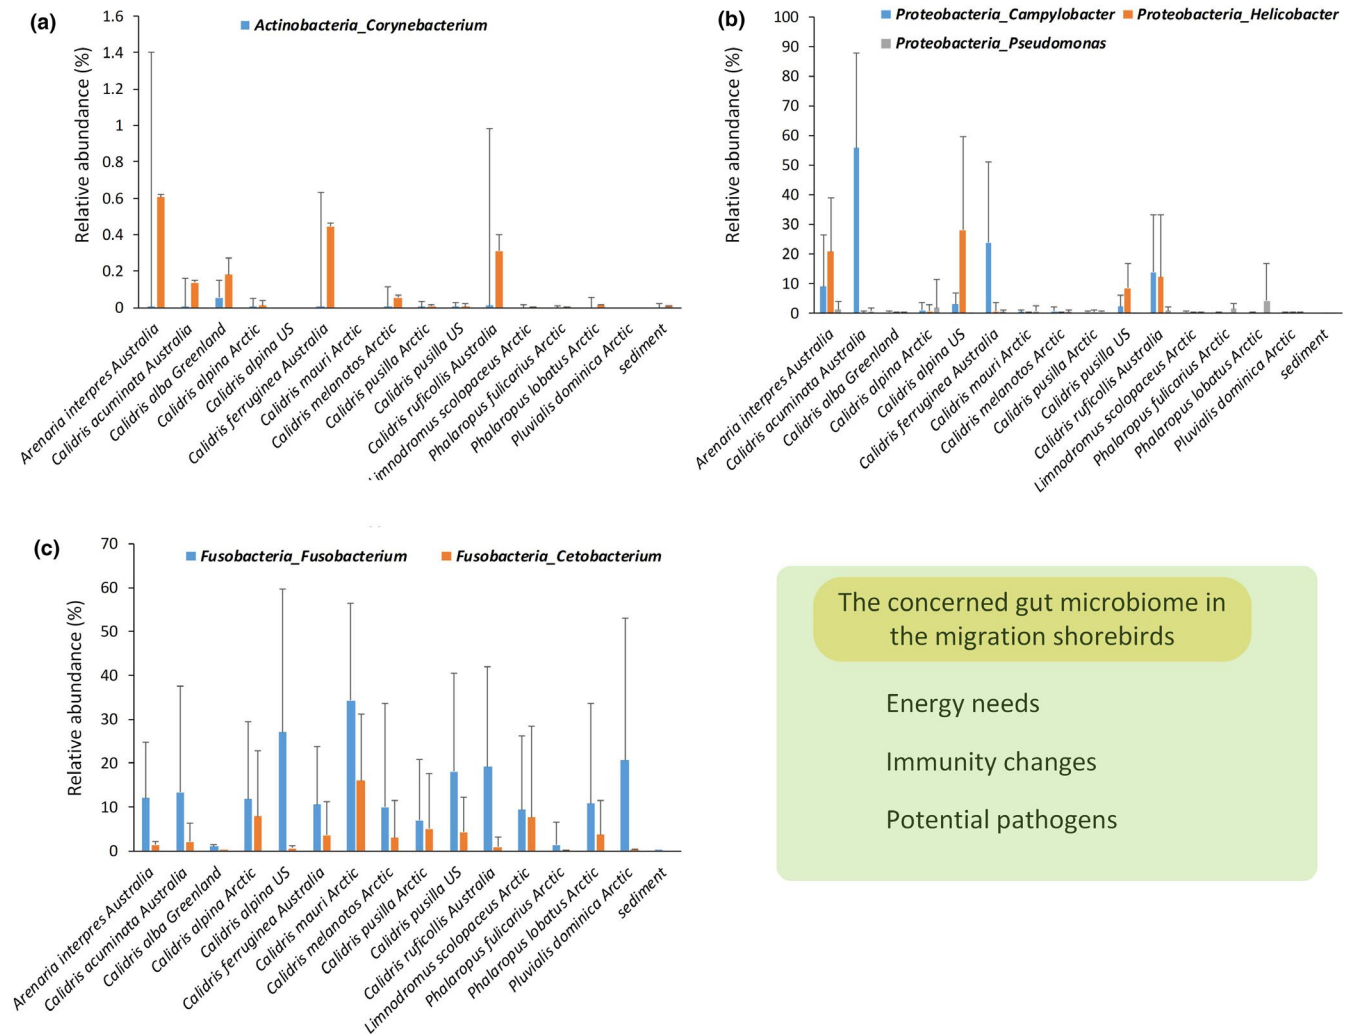 (a)
Actinobacteria_Corynebacterium
Relative abundance (%)
1.6
1.4
1.2
1
0.8
0.6
0.4
0.2
0
Arenaria interpres Australia
Calidris acuminata Australia
Calidris alba Greenland
Calidris alpina Arctic
Calidris alpina US
Calidris ferruginea Australia
Calidris mauri Arctic
Calidris melanotos Arctic
Calidris pusilla Arctic
Calidris pusilla US
Calidris ruficollis Australia
Limnodromus scolopaceus Arctic
Phalaropus fulicarius Arctic
Phalaropus lobatus Arctic
Pluvialis dominica Arctic
sediment
(b)
Proteobacteria_Campylobacter
Proteobacteria_Helicobacter
Proteobacteria_Pseudomonas
Relative abundance (%)
100
90
80
70
60
50
40
30
20
10
0
Arenaria interpres Australia
Calidris acuminata Australia
Calidris alba Greenland
Calidris alpina Arctic
Calidris alpina US
Calidris ferruginea Australia
Calidris mauri Arctic
Calidris melanotos Arctic
Calidris pusilla Arctic
Calidris pusilla US
Calidris ruficollis Australia
Limnodromus scolopaceus Arctic
Phalaropus fulicarius Arctic
Phalaropus lobatus Arctic
Pluvialis dominica Arctic
sediment
(c)
Fusobacteria_Fusobacterium
Fusobacteria_Cetobacterium
Relative abundance (%)
70
60
50
40
30
20
10
0
Arenaria interpres Australia
Calidris acuminata Australia
Calidris alba Greenland
Calidris alpina Arctic
Calidris alpina US
Calidris ferruginea Australia
Calidris mauri Arctic
Calidris melanotos Arctic
Calidris pusilla Arctic
Calidris pusilla US
Calidris ruficollis Australia
Limnodromus scolopaceus Arctic
Phalaropus fulicarius Arctic
Phalaropus lobatus Arctic
Pluvialis dominica Arctic
sediment
The concerned gut microbiome in
the migration shorebirds
Energy needs
Immunity changes
Potential pathogens